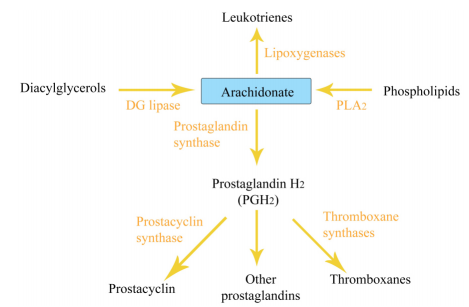 Leukotrienes
Lipoxygenases
Diacylglycerols
Arachidonate
Phospholipids
DG lipase
PLA2
Prostaglandin
synthase
Prostaglandin H2
(PGH2)
Prostacyclin
synthase
Thromboxane
synthases
Prostacyclin
Other
prostaglandins
Thromboxanes